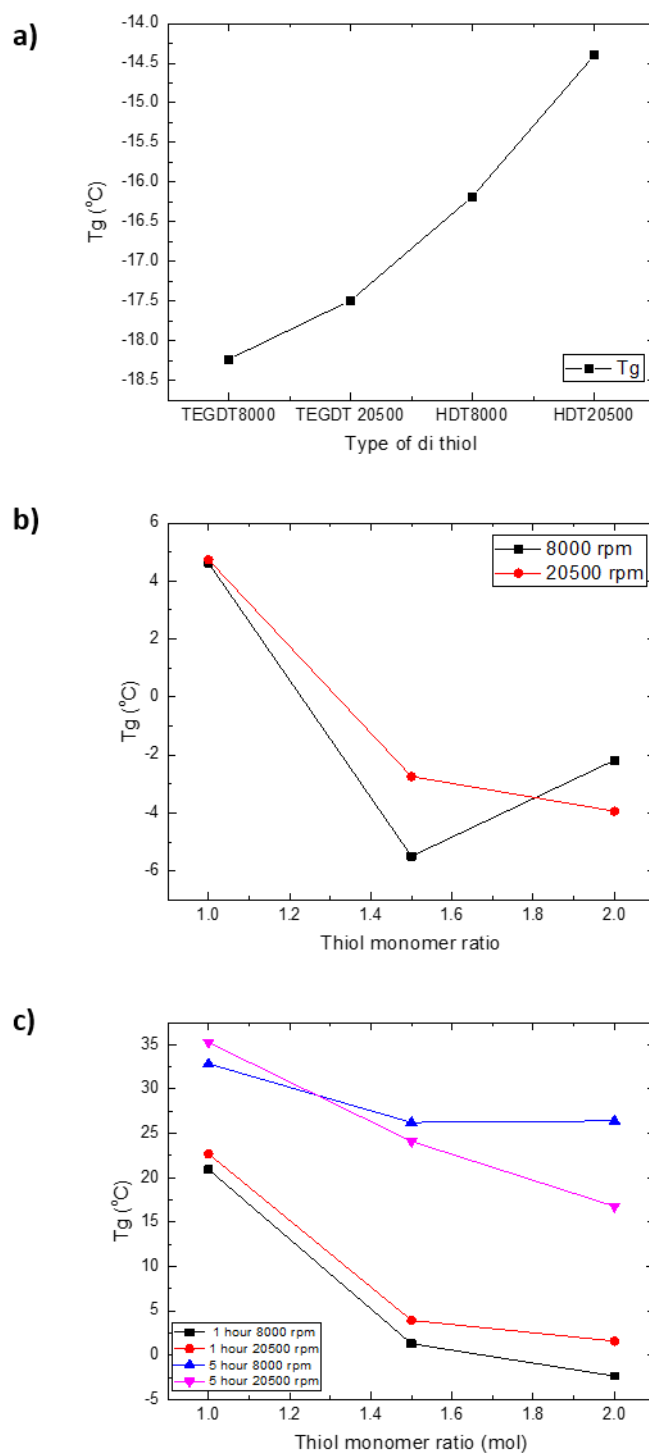 a)
-14.0
-14.5
-15.0
-15.5
-16.0
-16.5
-17.0
-17.5
-18.0
-18.5
Tg (°C)
Tg
TEGDT8000 TEGDT 20500 HDT8000 HDT20500
Type of di thiol
b)
6
4
2
0
-2
-4
-6
Tg (°C)
8000 rpm
20500 rpm
1.0 1.2 1.4 1.6 1.8 2.0
Thiol monomer ratio
c)
35
30
25
20
15
10
5
0
-5
Tg (°C)
1 hour 8000 rpm
1 hour 20500 rpm
5 hour 8000 rpm
5 hour 20500 rpm
1.0 1.2 1.4 1.6 1.8 2.0
Thiol monomer ratio (mol)